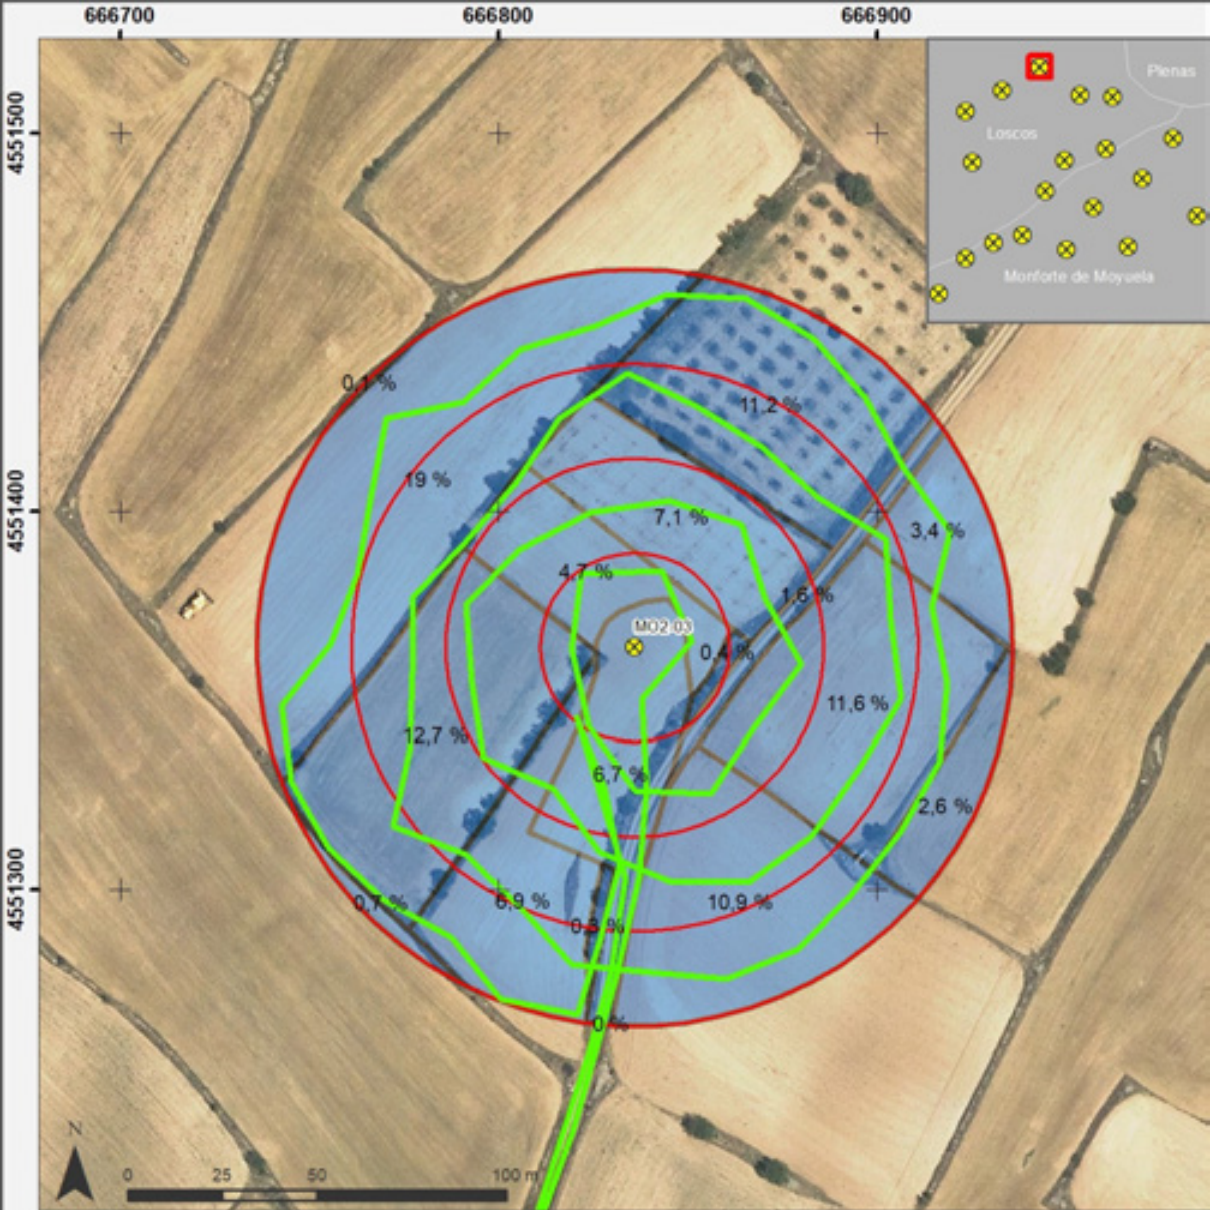 666700 666800 666900
4551500
4551400
4551300
Plenas
Loscos
Monforte de Moyuela
0,1 %
11,2 %
19 %
7,1 %
3,4 %
4,7 %
1,6 %
MO2 03
0,4 %
11,6 %
12,7 %
6,7 %
2,6 %
0,7 %
6,9 %
10,9 %
0,3 %
0 %
N
0 25 50 100 m